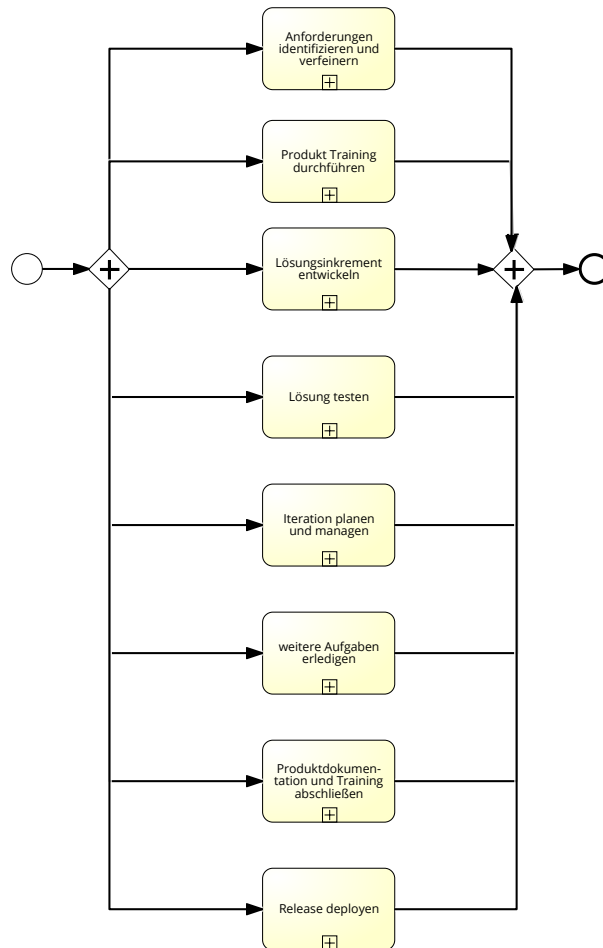 Anforderungen
identifizieren und
verfeinern
Produkt Training
durchführen
Lösungsinkrement
entwickeln
Lösung testen
Iteration planen
und managen
weitere Aufgaben
erledigen
Produktdokumen-
tation und Training
abschließen
Release deployen